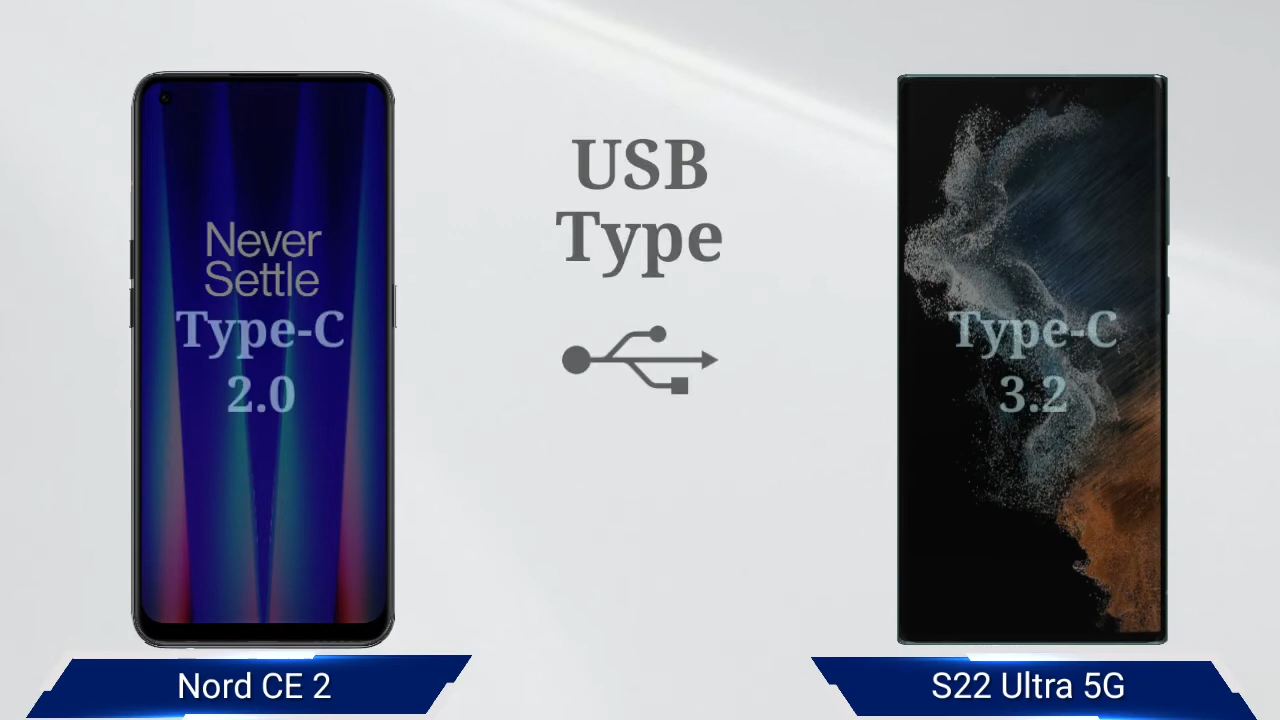 USB
Type
Never
Settle
Type-C
2.0
Type-C
3.2
Nord CE 2
S22 Ultra 5G